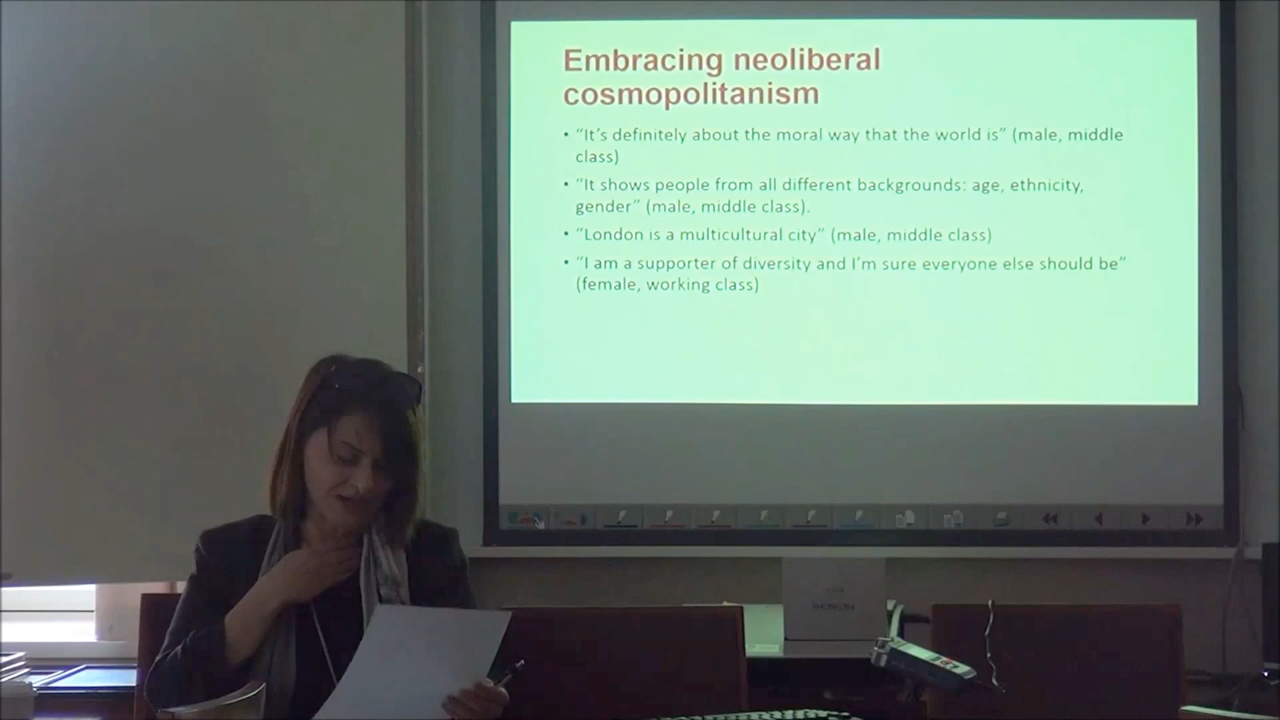 Embracing neoliberal
cosmopolitanism
• “It’s definitely about the moral way that the world is” (male, middle
class)
• “It shows people from all different backgrounds: age, ethnicity,
gender” (male, middle class).
• “London is a multicultural city” (male, middle class)
• “I am a supporter of diversity and I’m sure everyone else should be”
(female, working class)